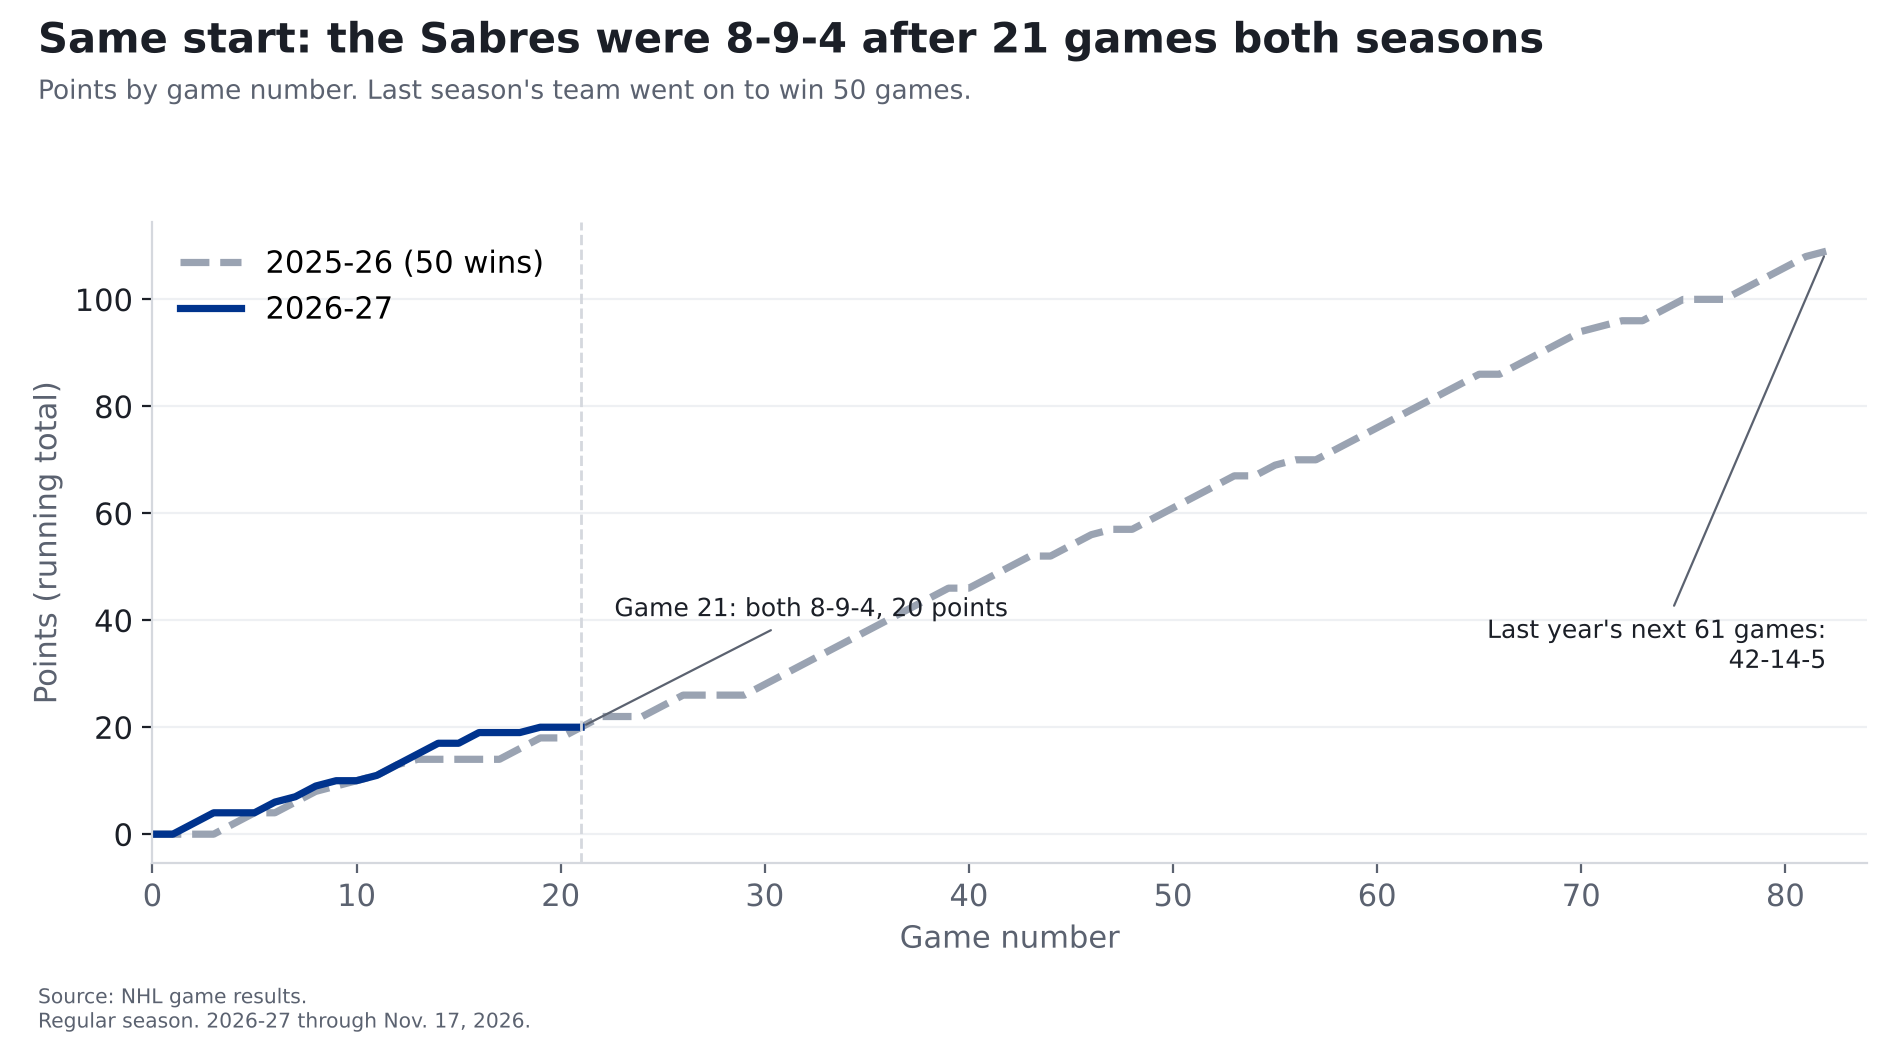 Same start: the Sabres were 8-9-4 after 21 games both seasons
Points by game number. Last season's team went on to win 50 games.
2025-26 (50 wins)
2026-27
Points (running total)
100
80
60
40
20
0
Game 21: both 8-9-4, 20 points
Last year's next 61 games:
42-14-5
0 10 20 30 40 50 60 70 80
Game number
Source: NHL game results.
Regular season. 2026-27 through Nov. 17, 2026.